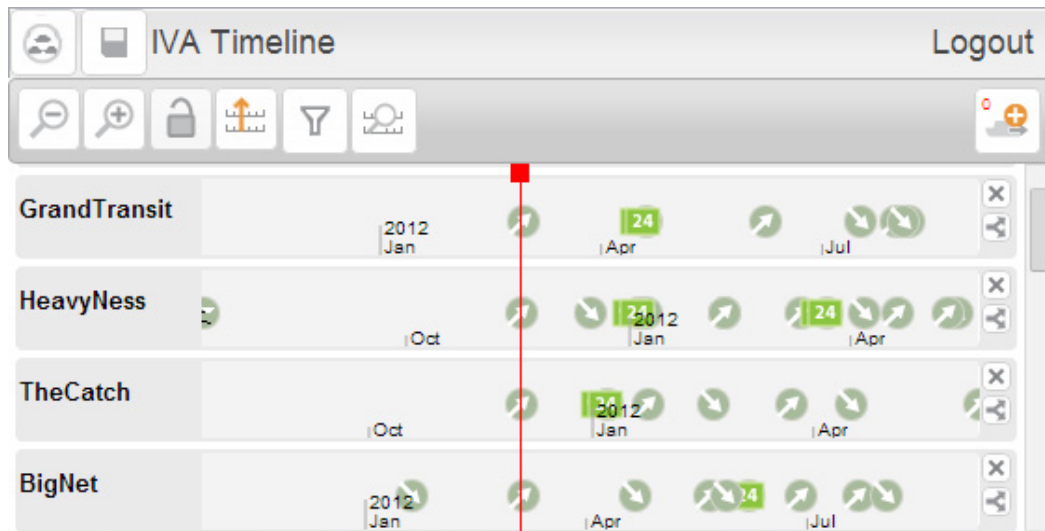 IVA Timeline Logout
0
GrandTransit
24
2012
Jan Apr Jul
HeavyNess
24 24
2012
Oct Jan Apr
TheCatch
24
2012
Oct Jan Apr
BigNet
24
2012
Jan Apr Jul